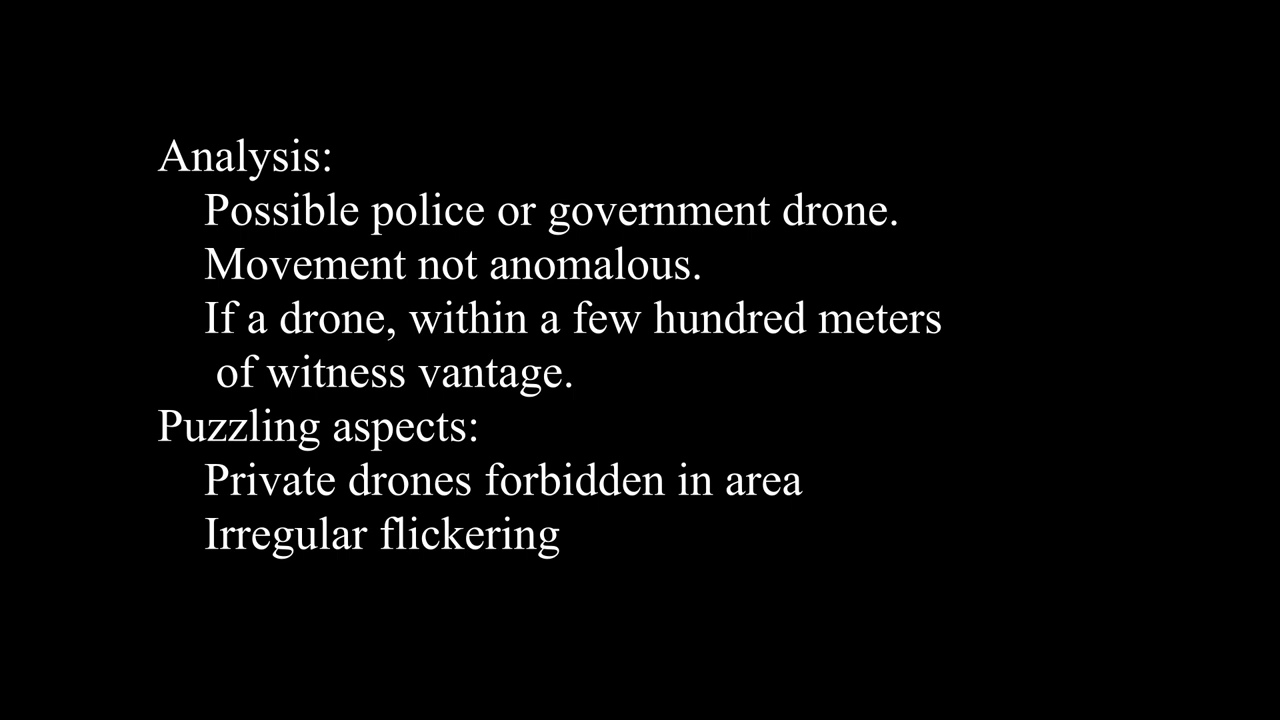 Analysis:
Possible police or government drone.
Movement not anomalous.
If a drone, within a few hundred meters
of witness vantage.
Puzzling aspects:
Private drones forbidden in area
Irregular flickering